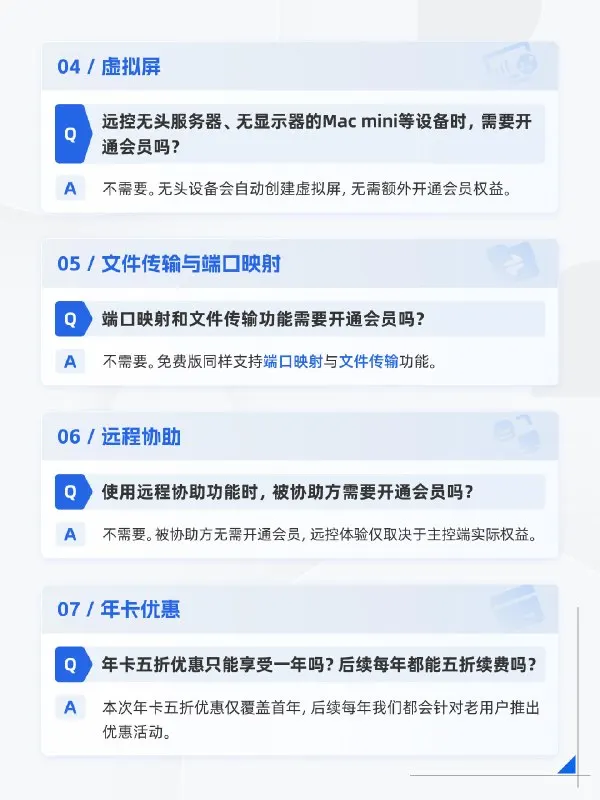 04 / 虚拟屏
Q
远控无头服务器、无显示器的Mac mini等设备时，需要开
通会员吗？
A
不需要。无头设备会自动创建虚拟屏，无需额外开通会员权益。
05 / 文件传输与端口映射
Q
端口映射和文件传输功能需要开通会员吗？
A
不需要。免费版同样支持端口映射与文件传输功能。
06 / 远程协助
Q
使用远程协助功能时，被协助方需要开通会员吗？
A
不需要。被协助方无需开通会员，远控体验仅取决于主控端实际权益。
07 / 年卡优惠
Q
年卡五折优惠只能享受一年吗？后续每年都能五折续费吗？
A
本次年卡五折优惠仅覆盖首年，后续每年我们都会针对老用户推出
优惠活动。